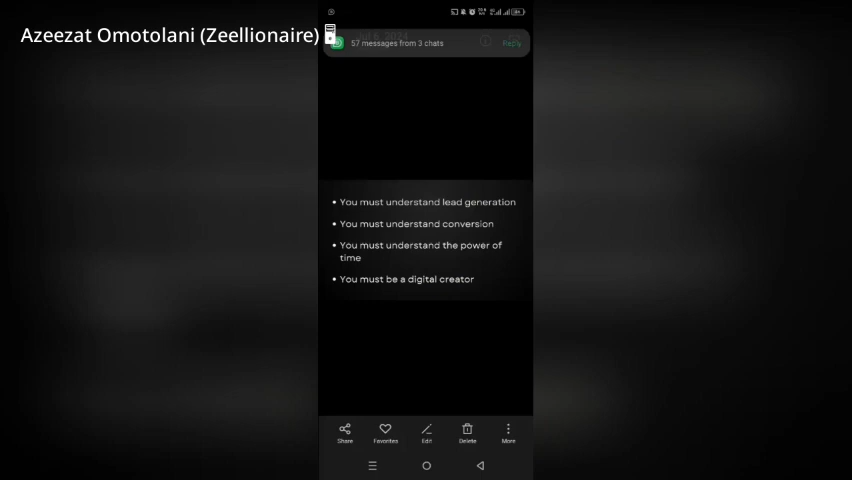 Azeezat Omotolani (Zeellionaire)
57 messages from 3 chats
Reply
• You must understand lead generation
• You must understand conversion
• You must understand the power of
time
• You must be a digital creator
Share
Favorites
Edit
Delete
More